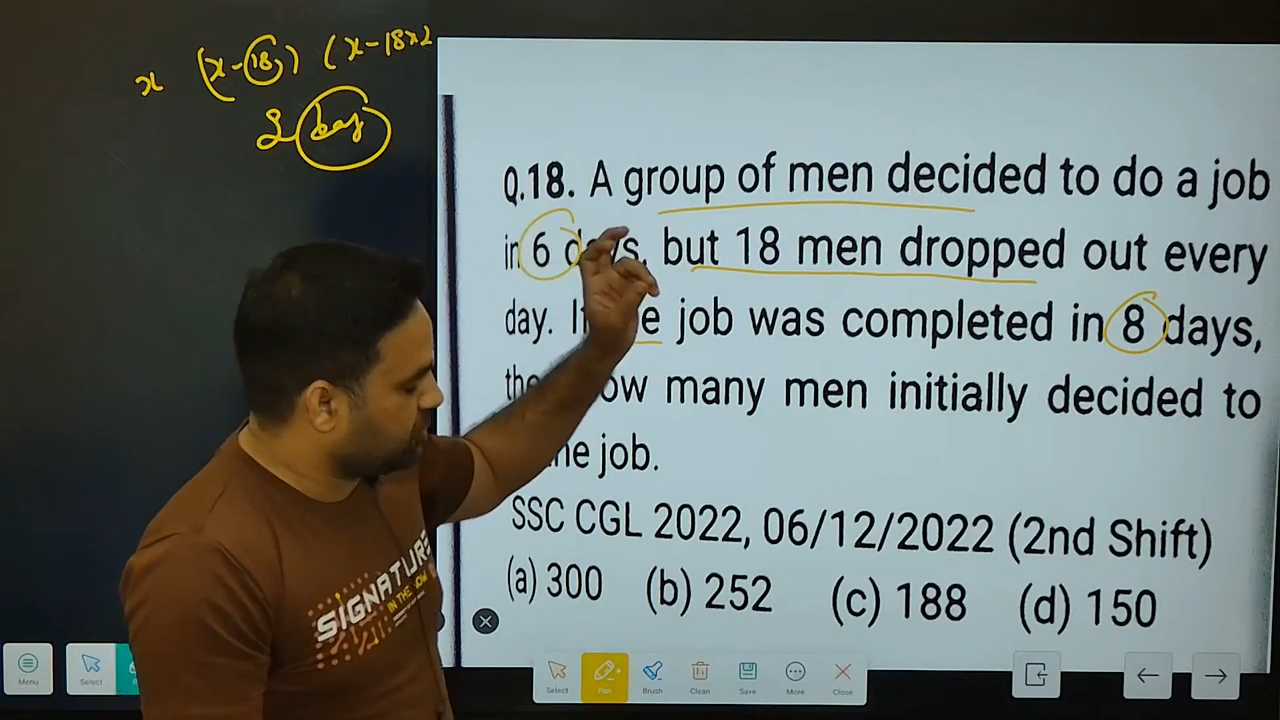 x (x-18) (x-18x2
Q.18. A group of men decided to do a job
in 6 days, but 18 men dropped out every
day. If job was completed in 8 days,
how many men initially decided to
the job.
SSC CGL 2022, 06/12/2022 (2nd Shift)
(a) 300 (b) 252 (c) 188 (d) 150
SIGNATURE
IN THE NOW
Menu Select Select Pen Brush Clean Save More Close